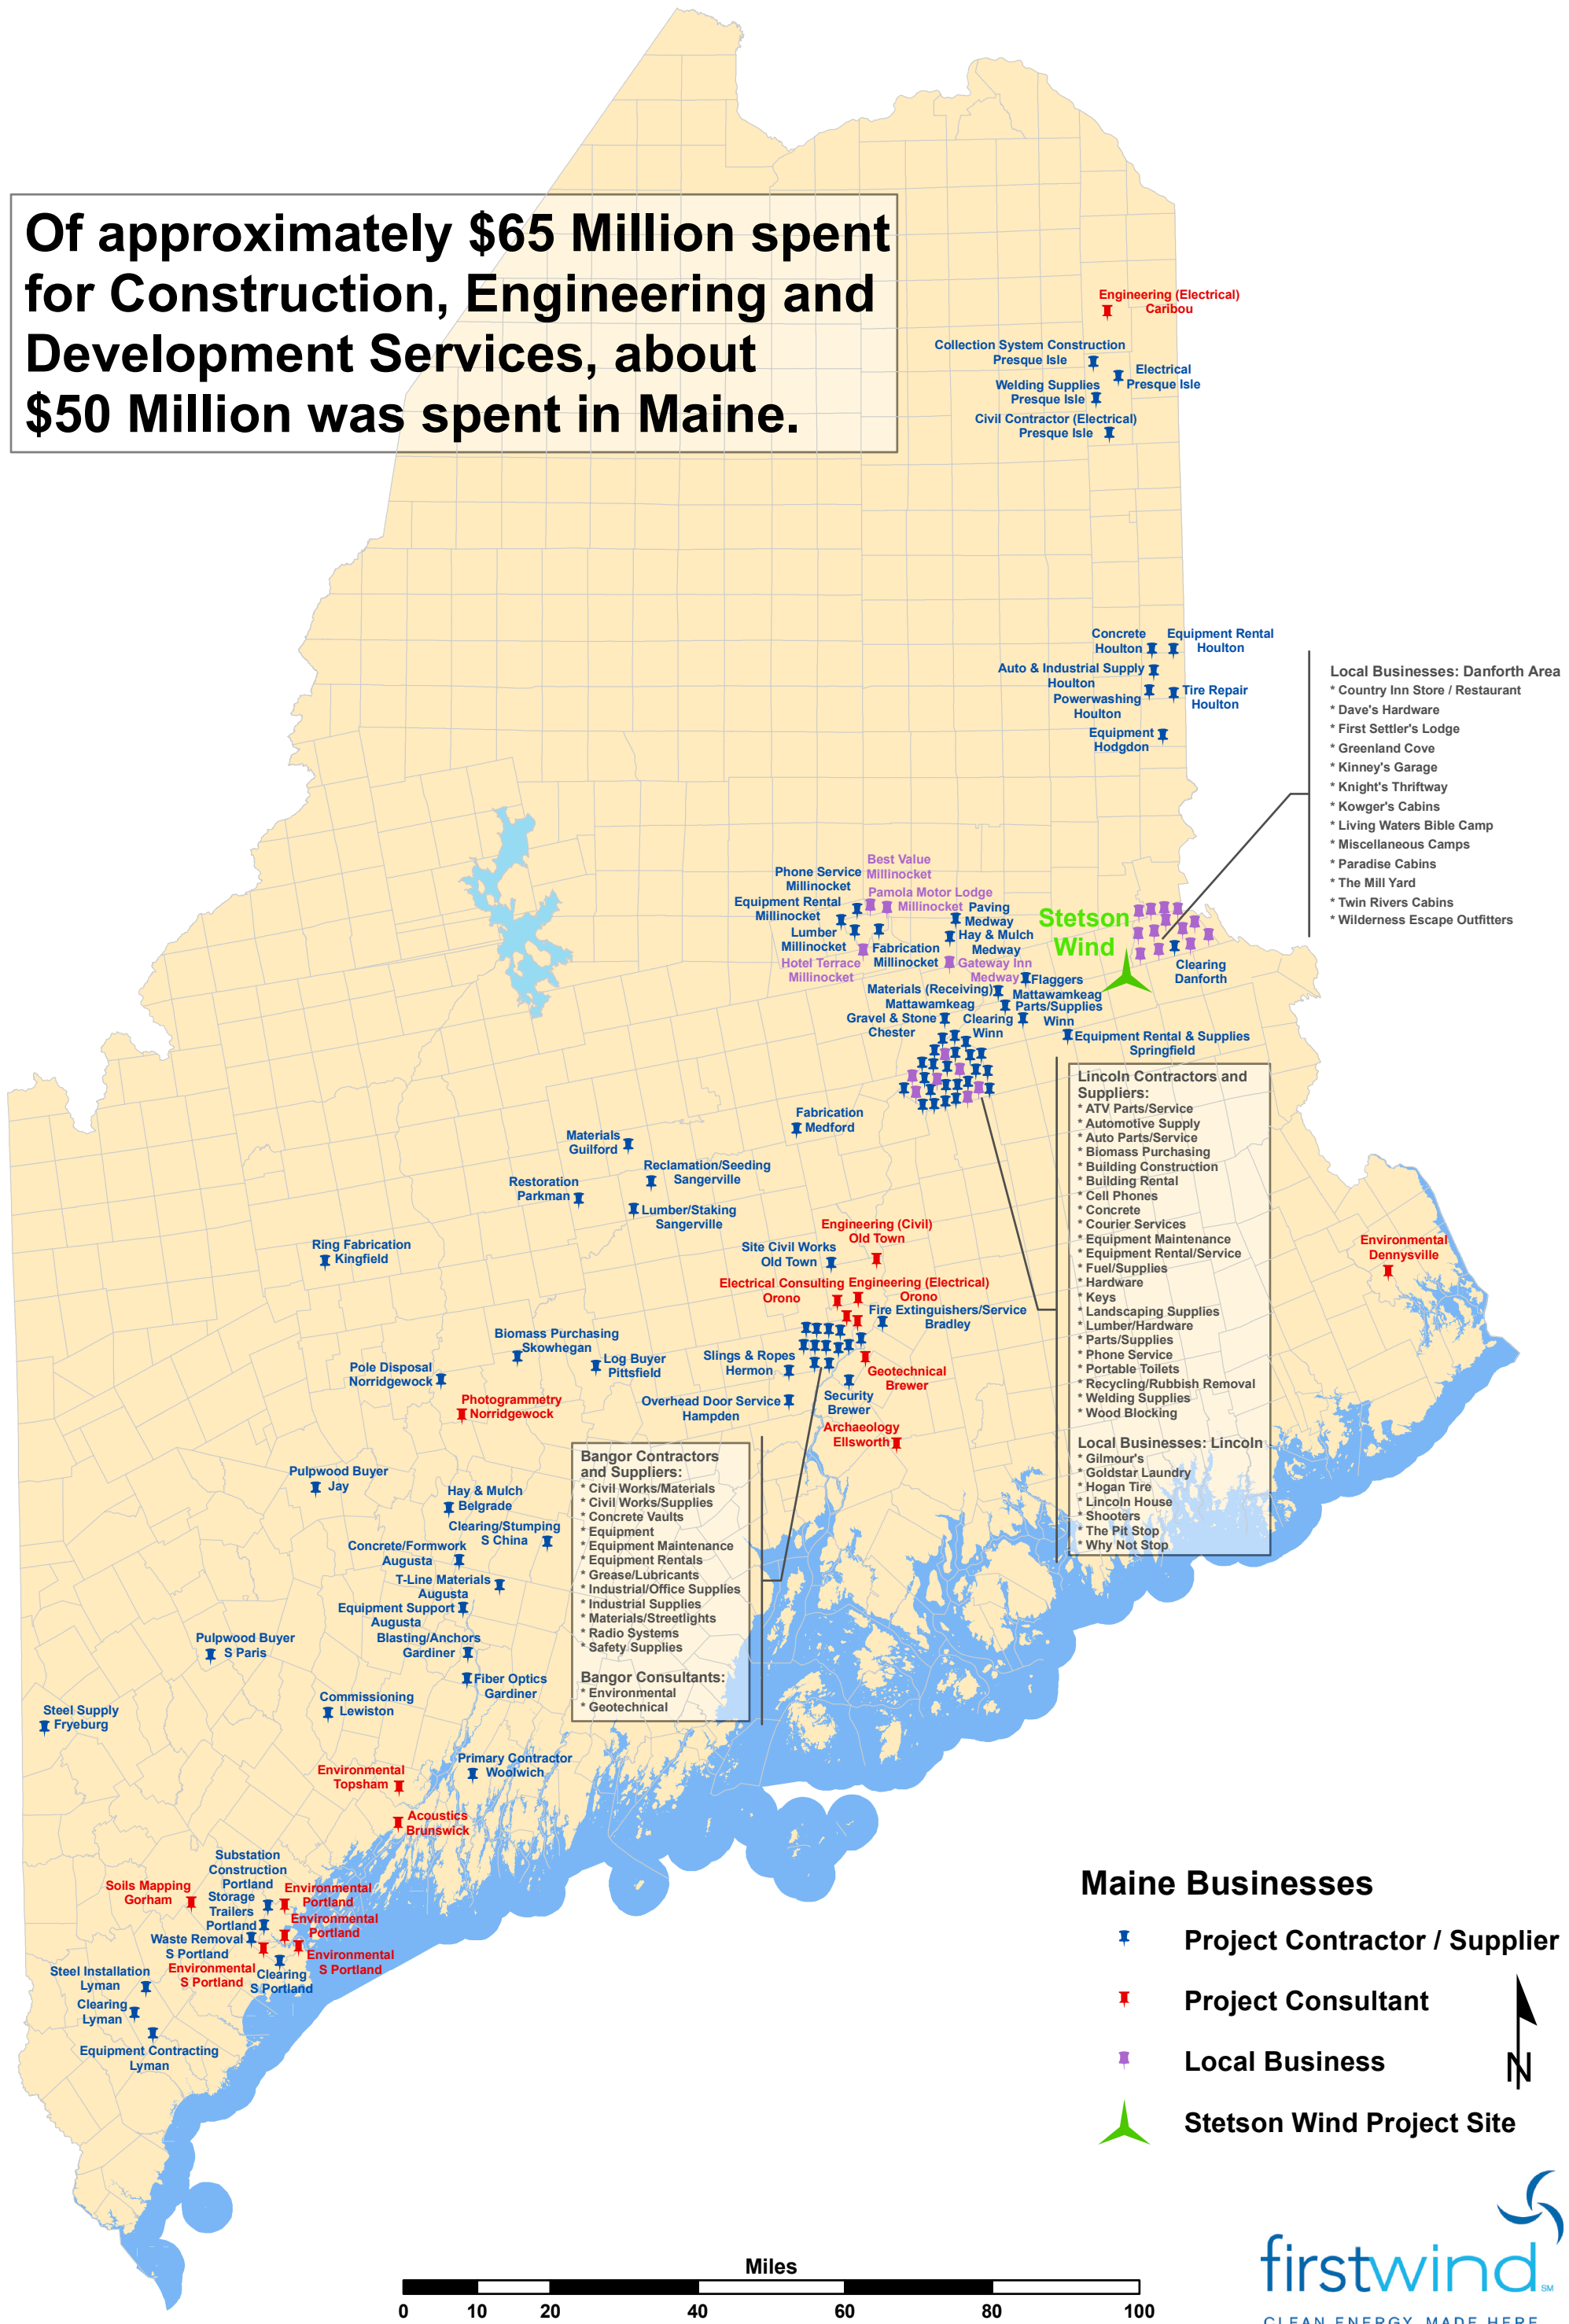 Of approximately $65 Million spent
for Construction, Engineering and
Development Services, about
$50 Million was spent in Maine.
Engineering (Electrical)
Caribou
Collection System Construction
Presque Isle
Electrical
Presque Isle
Welding Supplies
Presque Isle
Civil Contractor (Electrical)
Presque Isle
Concrete
Houlton
Equipment Rental
Houlton
Auto & Industrial Supply
Houlton
Powerwashing
Houlton
Tire Repair
Houlton
Equipment
Hodgdon
Local Businesses: Danforth Area
* Country Inn Store / Restaurant
* Dave's Hardware
* First Settler's Lodge
* Greenland Cove
* Kinney's Garage
* Knight's Thriftway
* Kowger's Cabins
* Living Waters Bible Camp
* Miscellaneous Camps
* Paradise Cabins
* The Mill Yard
* Twin Rivers Cabins
* Wilderness Escape Outfitters
Best Value
Millinocket
Phone Service
Millinocket
Pamola Motor Lodge
Millinocket
Equipment Rental
Millinocket
Lumber
Millinocket
Fabrication
Millinocket
Hotel Terrace
Millinocket
Paving
Medway
Hay & Mulch
Medway
Gateway Inn
Medway
Stetson
Wind
Clearing
Danforth
Flaggers
Mattawamkeag
Materials (Receiving)
Mattawamkeag
Parts/Supplies
Winn
Gravel & Stone
Chester
Clearing
Winn
Equipment Rental & Supplies
Springfield
Lincoln Contractors and
Suppliers:
* ATV Parts/Service
* Automotive Supply
* Auto Parts/Service
* Biomass Purchasing
* Building Construction
* Building Rental
* Cell Phones
* Concrete
* Courier Services
* Equipment Maintenance
* Equipment Rental/Service
* Fuel/Supplies
* Hardware
* Keys
* Landscaping Supplies
* Lumber/Hardware
* Parts/Supplies
* Phone Service
* Portable Toilets
* Recycling/Rubbish Removal
* Welding Supplies
* Wood Blocking
Local Businesses: Lincoln
* Gilmour's
* Goldstar Laundry
* Hogan Tire
* Lincoln House
* Shooters
* The Pit Stop
* Why Not Stop
Fabrication
Medford
Materials
Guilford
Reclamation/Seeding
Sangerville
Restoration
Parkman
Lumber/Staking
Sangerville
Ring Fabrication
Kingfield
Engineering (Civil)
Old Town
Site Civil Works
Old Town
Environmental
Dennysville
Electrical Consulting
Orono
Engineering (Electrical)
Orono
Fire Extinguishers/Service
Bradley
Biomass Purchasing
Skowhegan
Log Buyer
Pittsfield
Slings & Ropes
Hermon
Geotechnical
Brewer
Pole Disposal
Norridgewock
Photogrammetry
Norridgewock
Overhead Door Service
Hampden
Security
Brewer
Archaeology
Ellsworth
Bangor Contractors
and Suppliers:
* Civil Works/Materials
* Civil Works/Supplies
* Concrete Vaults
* Equipment
* Equipment Maintenance
* Equipment Rentals
* Grease/Lubricants
* Industrial/Office Supplies
* Industrial Supplies
* Materials/Streetlights
* Radio Systems
* Safety Supplies
Bangor Consultants:
* Environmental
* Geotechnical
Pulpwood Buyer
Jay
Hay & Mulch
Belgrade
Clearing/Stumping
S China
Concrete/Formwork
Augusta
T-Line Materials
Augusta
Equipment Support
Augusta
Blasting/Anchors
Gardiner
Fiber Optics
Gardiner
Pulpwood Buyer
S Paris
Commissioning
Lewiston
Steel Supply
Fryeburg
Primary Contractor
Woolwich
Environmental
Topsham
Acoustics
Brunswick
Substation
Construction
Portland
Soils Mapping
Gorham
Storage
Trailers
Portland
Environmental
Portland
Environmental
Portland
Waste Removal
S Portland
Environmental
S Portland
Environmental
S Portland
Clearing
S Portland
Steel Installation
Lyman
Clearing
Lyman
Equipment Contracting
Lyman
Maine Businesses
Project Contractor / Supplier
Project Consultant
Local Business
Stetson Wind Project Site
N
Miles
0 10 20 40 60 80 100
firstwind SM
CLEAN ENERGY. MADE HERE.